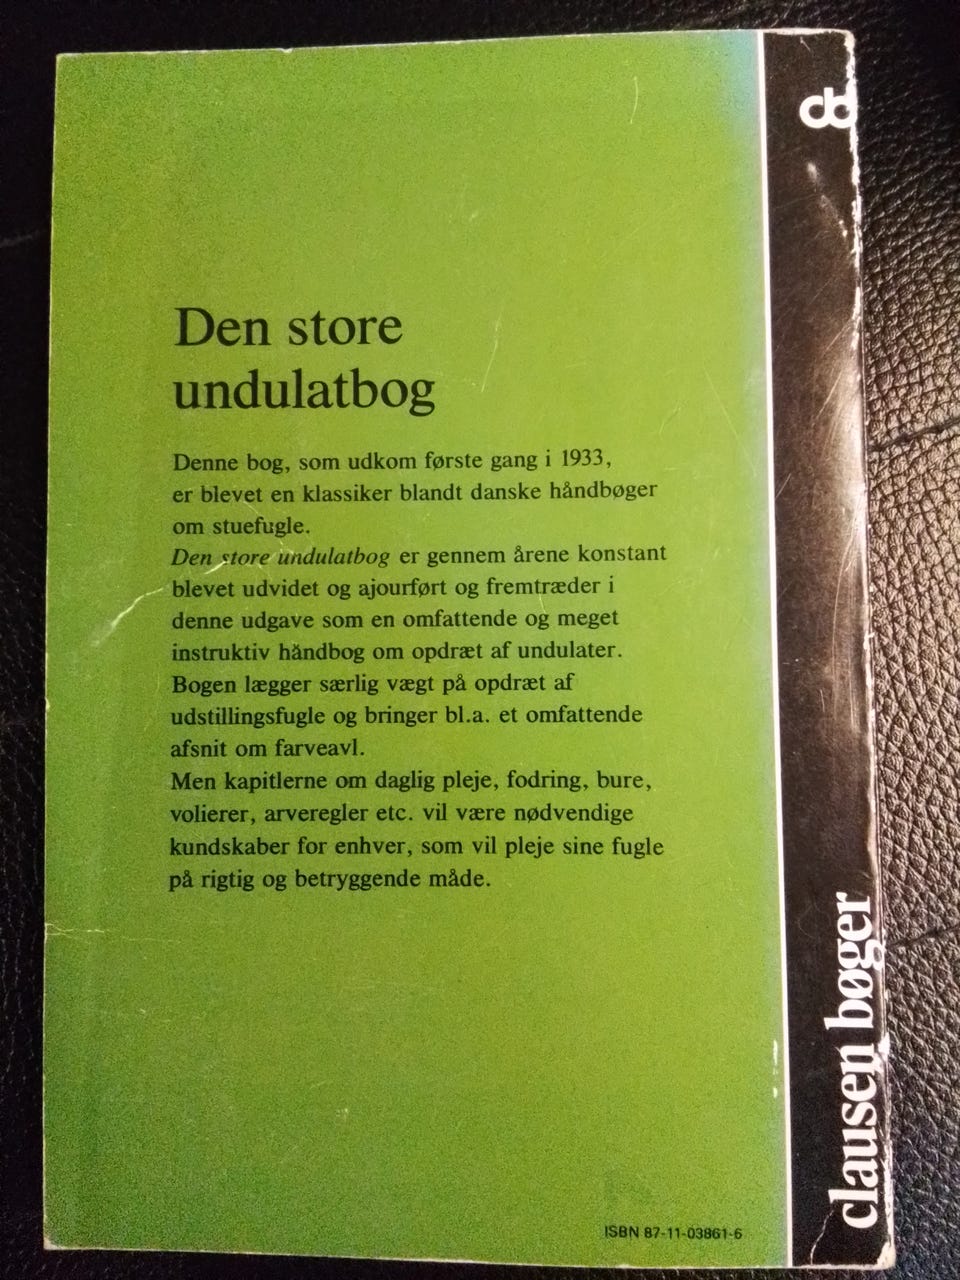 Den store
undulatbog
Denne bog, som udkom første gang i 1933,
er blevet en klassiker blandt danske håndbøger
om stuefugle.
Den store undulatbog er gennem årene konstant
blevet udvidet og ajourført og fremtræder i
denne udgave som en omfattende og meget
instruktiv håndbog om opdræt af undulater.
Bogen lægger særlig vægt på opdræt af
udstillingsfugle og bringer bl.a. et omfattende
afsnit om farveavl.
Men kapitlerne om daglig pleje, fodring, bure,
volierer, arveregler etc. vil være nødvendige
kundskaber for enhver, som vil pleje sine fugle
på rigtig og betryggende måde.
clausen bøger
ISBN 87-11-03861-6